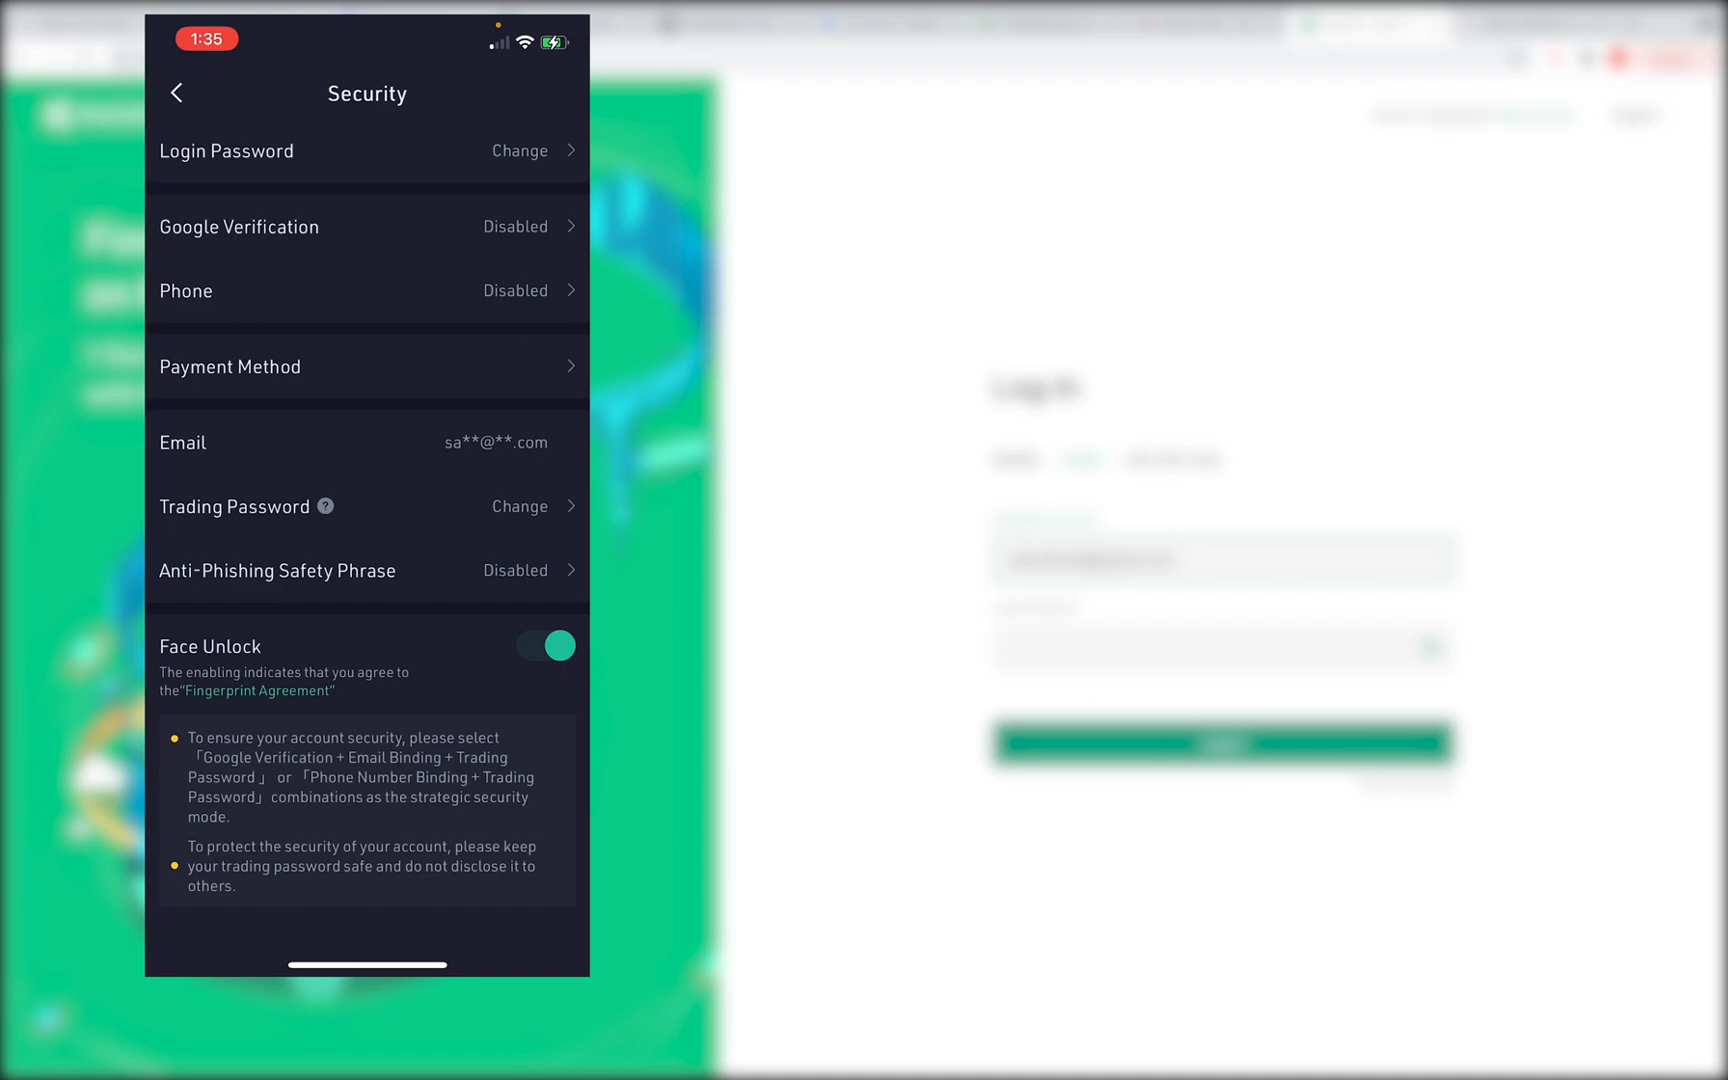 1:35
Security
Login Password Change
Google Verification Disabled
Phone Disabled
Payment Method
Email sa**@**.com
Trading Password ? Change
Anti-Phishing Safety Phrase Disabled
Face Unlock
The enabling indicates that you agree to
the“Fingerprint Agreement”
To ensure your account security, please select
「Google Verification + Email Binding + Trading
Password」 or 「Phone Number Binding + Trading
Password」combinations as the strategic security
mode.
To protect the security of your account, please keep
your trading password safe and do not disclose it to
others.
Log In